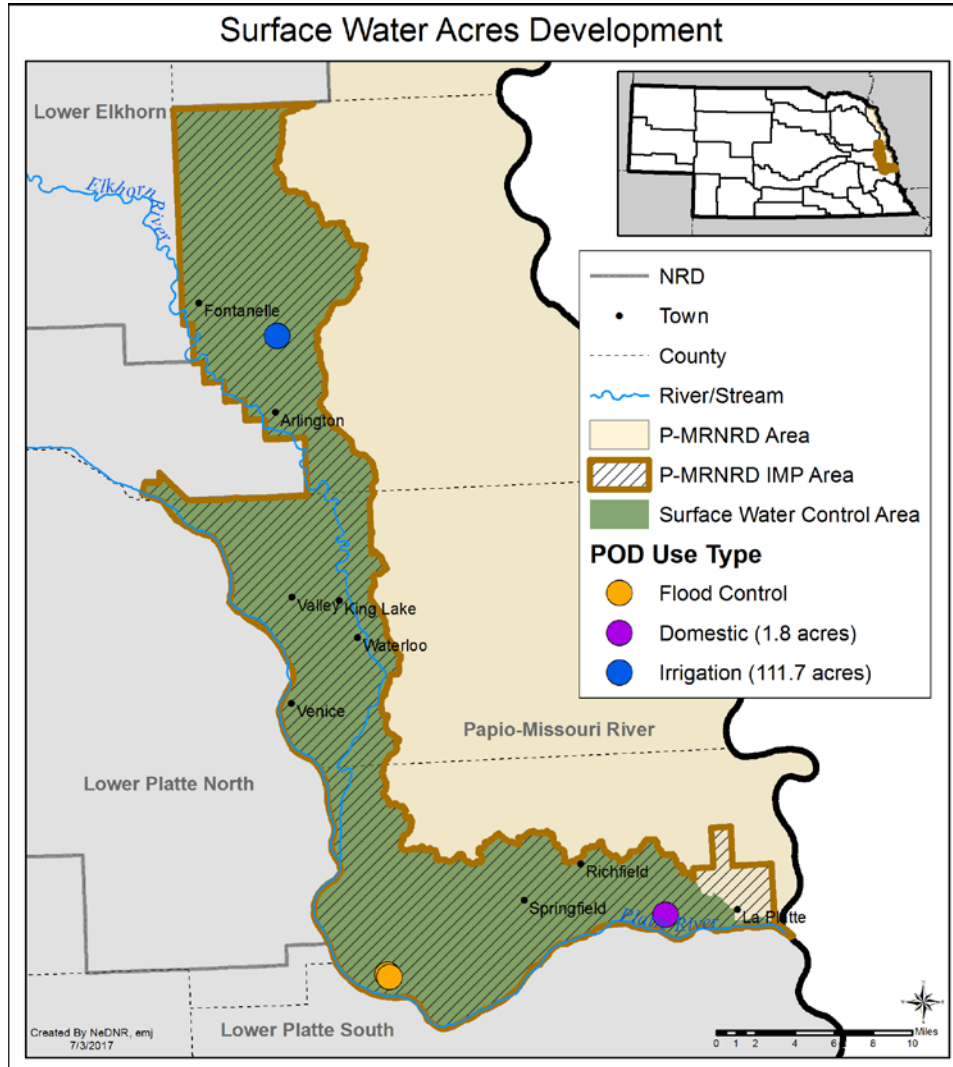 Surface Water Acres Development
Lower Elkhorn
Elkhorn River
Fontanelle
Arlington
Valley
King Lake
Waterloo
Venice
Papio-Missouri River
Lower Platte North
Richfield
Springfield
Platte River
La Platte
Lower Platte South
NRD
Town
County
River/Stream
P-MRNRD Area
P-MRNRD IMP Area
Surface Water Control Area
POD Use Type
Flood Control
Domestic (1.8 acres)
Irrigation (111.7 acres)
Created By NeDNR, emj
7/3/2017
Miles
0 1 2 4 6 8 10